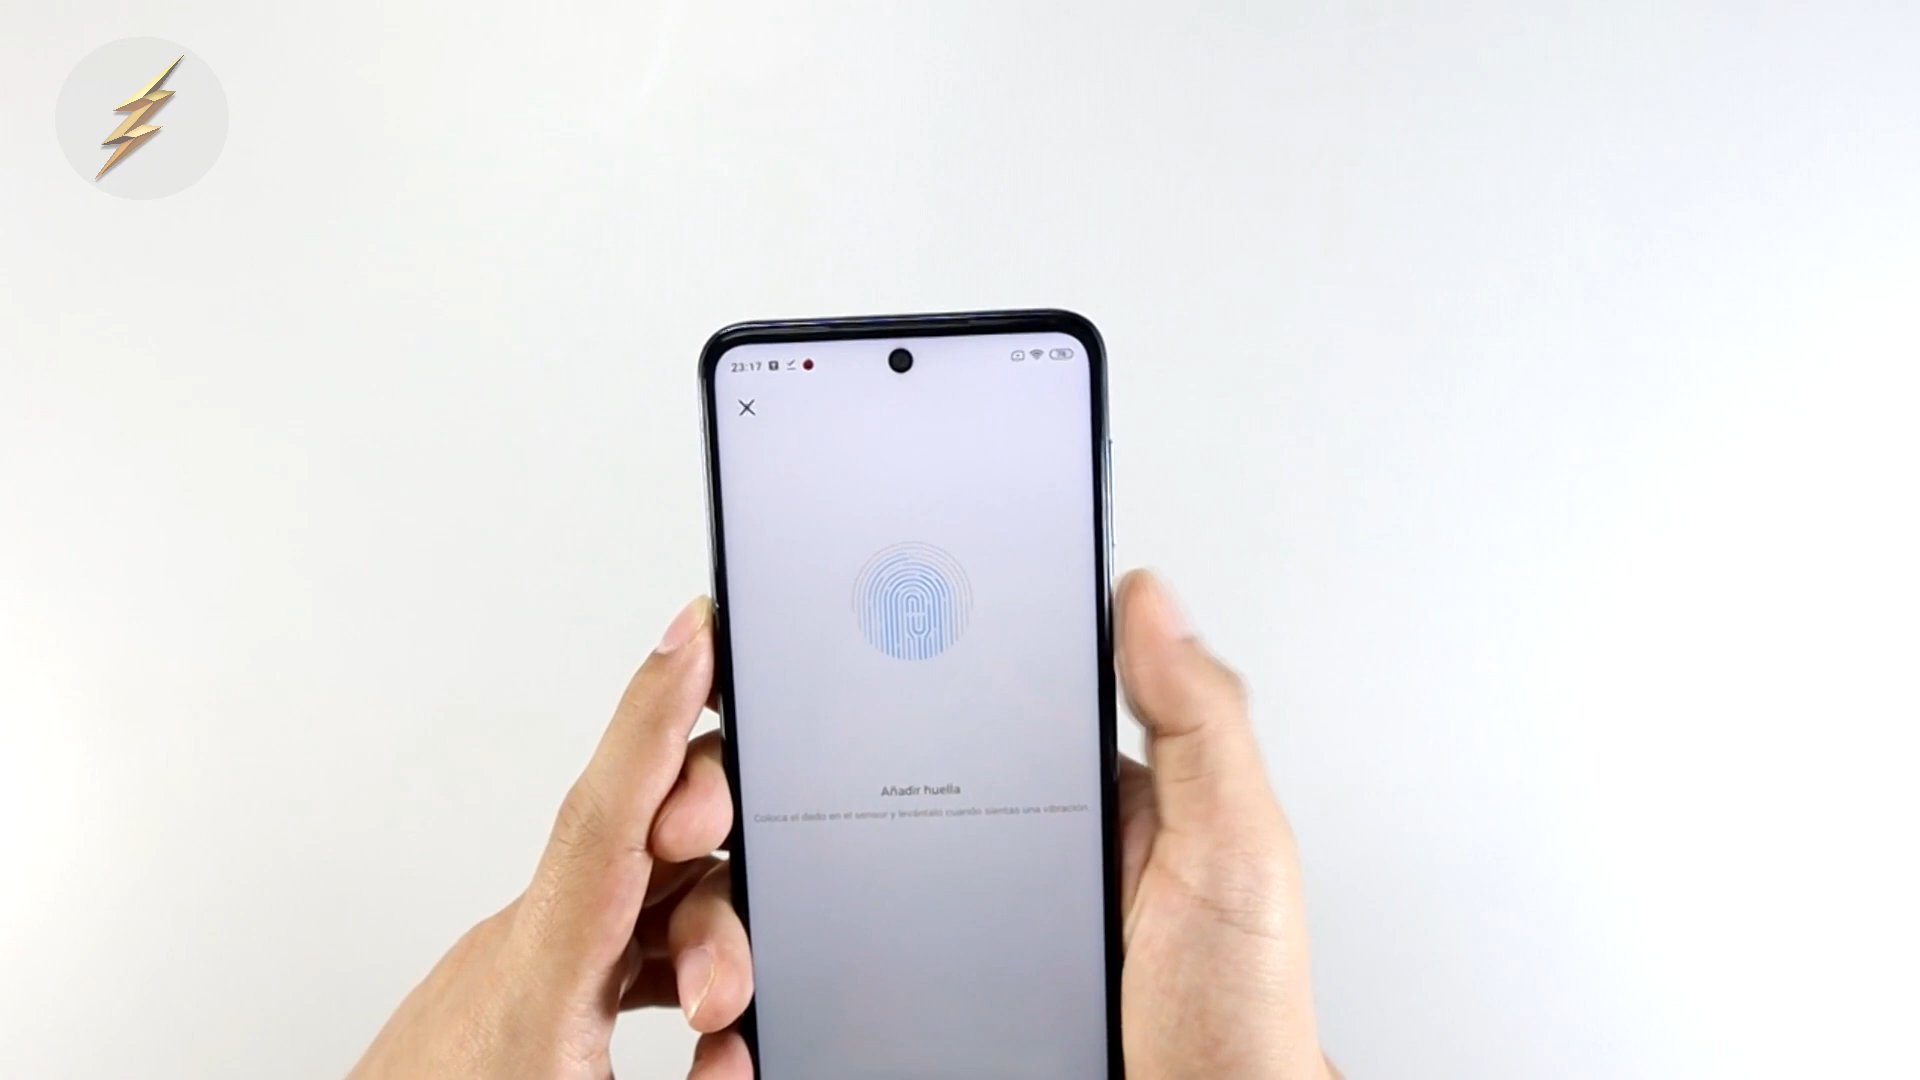 23:17
Añadir huella
Coloca el dedo en el sensor y levántalo cuando sientas una vibración